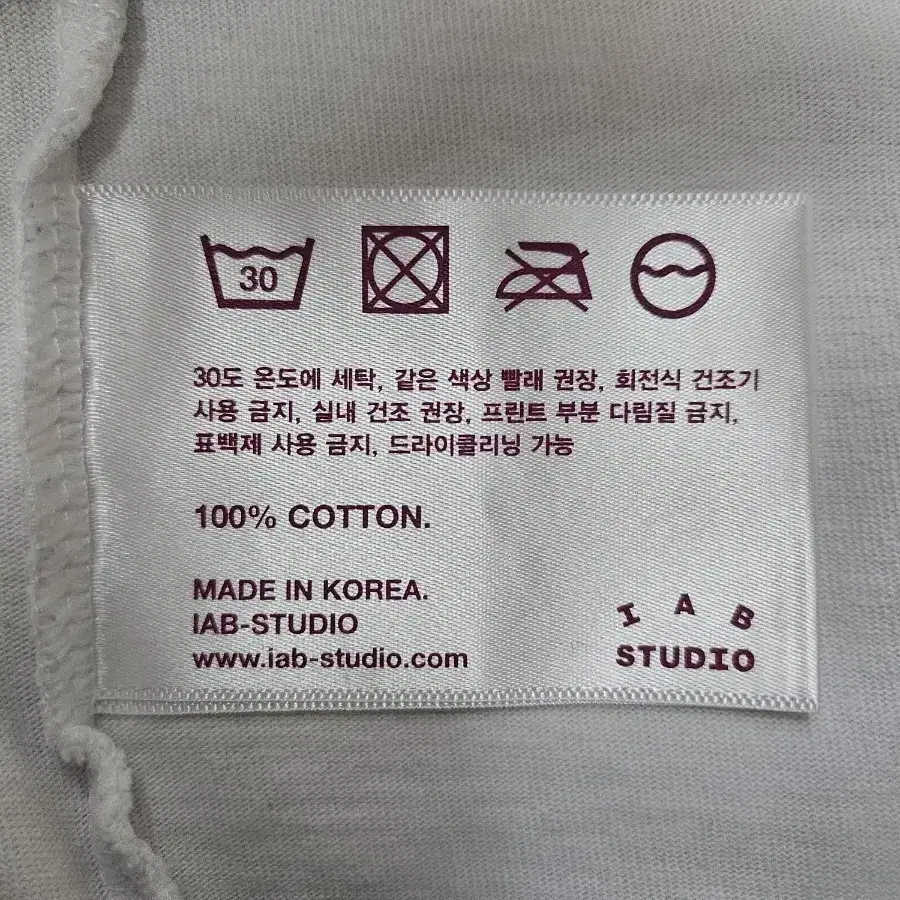 30
30도 온도에 세탁, 같은 색상 빨래 권장, 회전식 건조기
사용 금지, 실내 건조 권장, 프린트 부분 다림질 금지,
표백제 사용 금지, 드라이클리닝 가능
100% COTTON.
MADE IN KOREA.
IAB-STUDIO
www.iab-studio.com
I A B
STUDIO